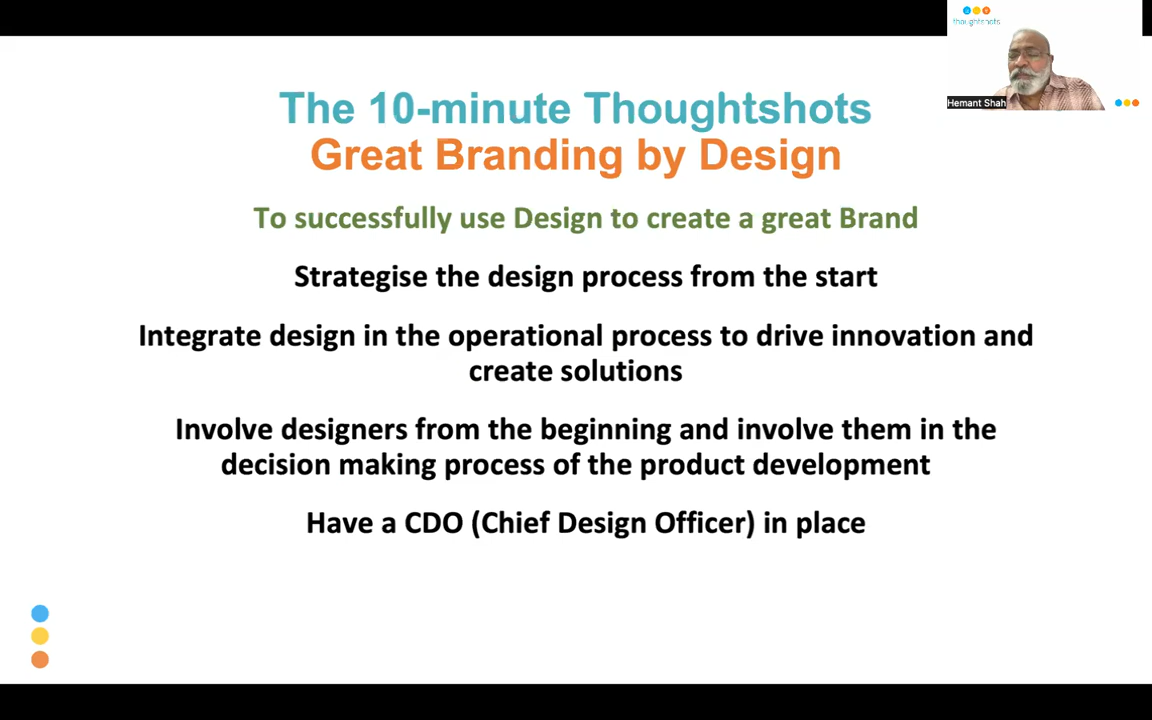 thoughtshots
Hemant Shah
The 10-minute Thoughtshots
Great Branding by Design
To successfully use Design to create a great Brand
Strategise the design process from the start
Integrate design in the operational process to drive innovation and
create solutions
Involve designers from the beginning and involve them in the
decision making process of the product development
Have a CDO (Chief Design Officer) in place